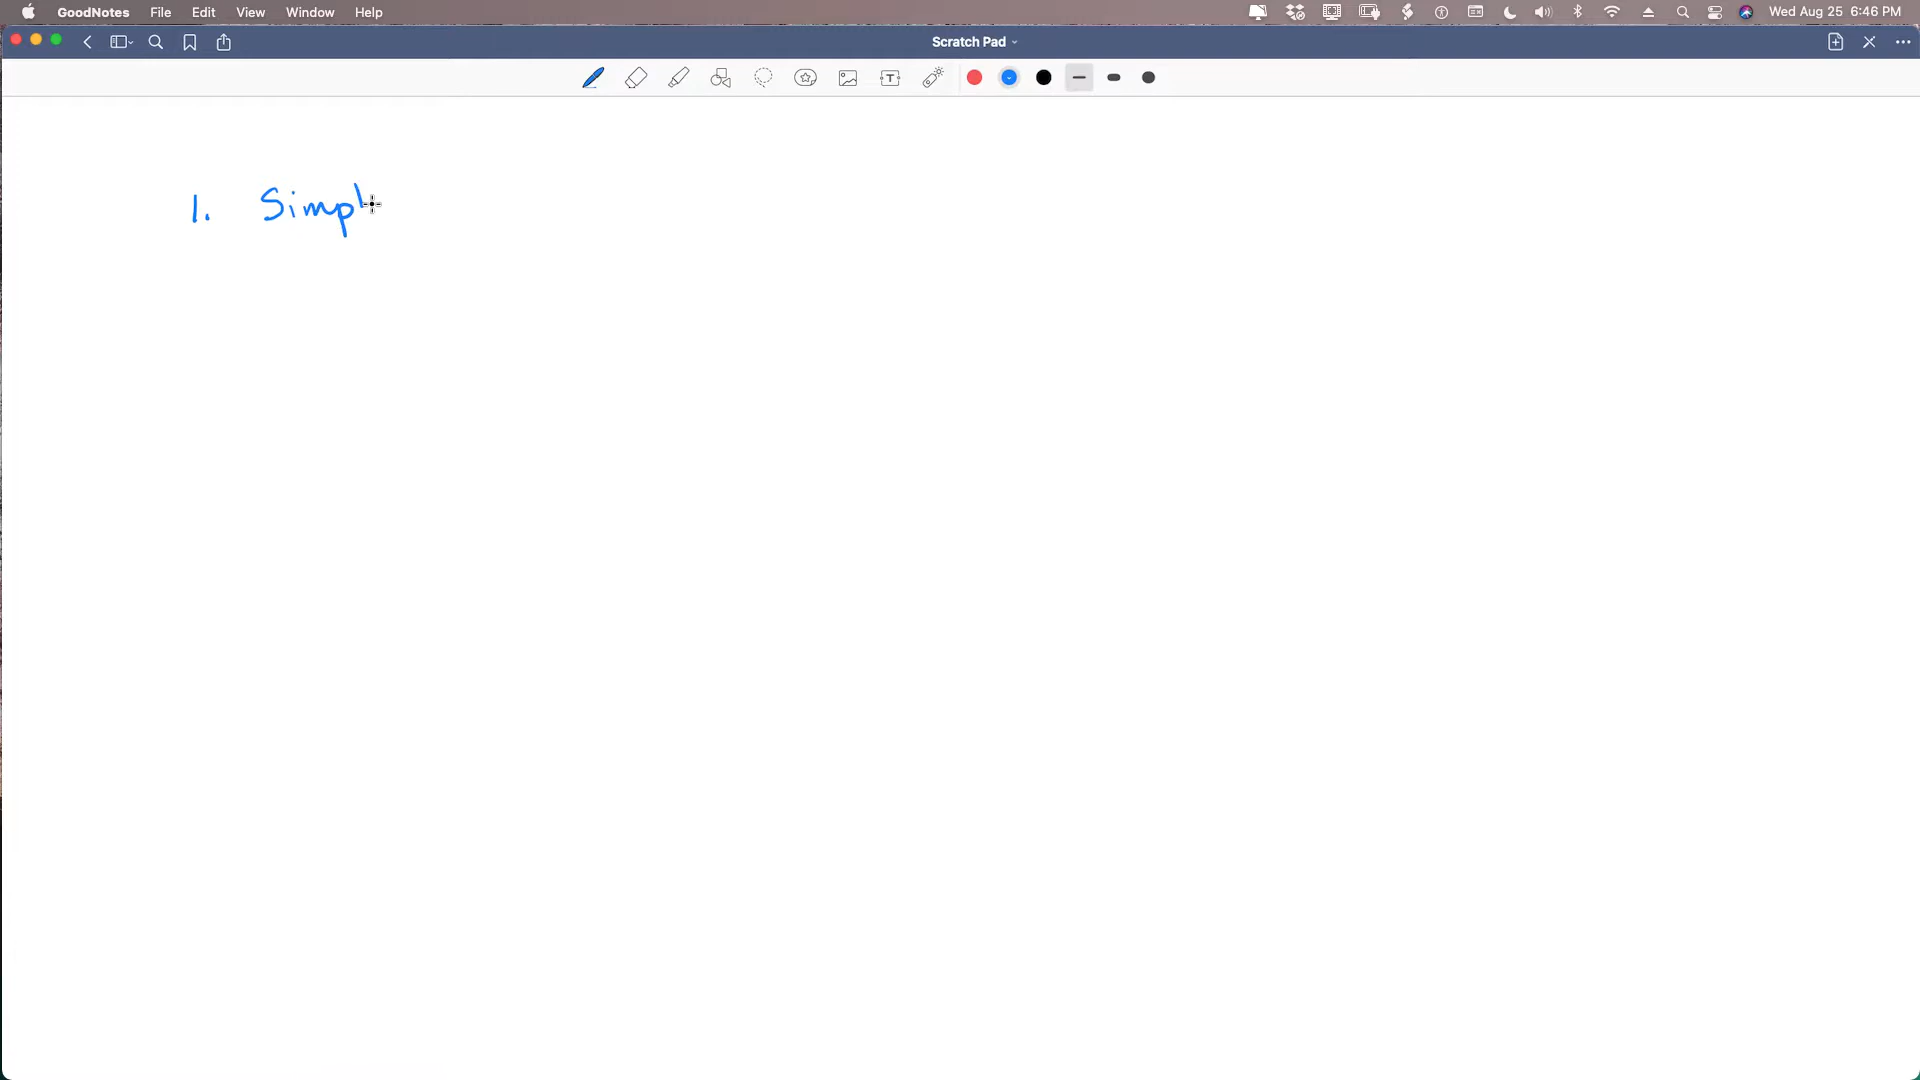 GoodNotes File Edit View Window Help Wed Aug 25 6:46 PM
Scratch Pad
T
1. Simpl